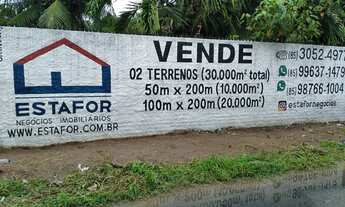 ESTAFOR
NEGÓCIOS IMOBILIÁRIOS
WWW.ESTAFOR.COM.BR
VENDE
02 TERRENOS (30.000m² total)
50m x 200m (10.000m²)
100m x 200m (20.000m²)
(85) 3052-497
(85) 99637-1479
(85) 98766-1004
estafornegocios